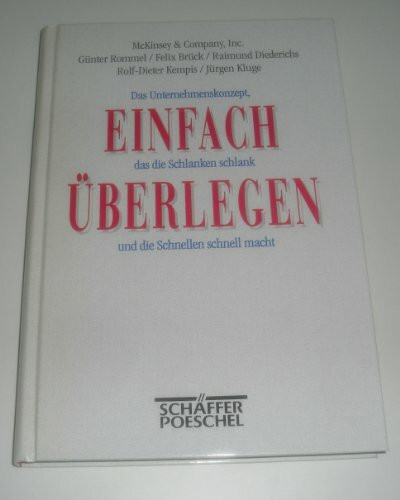 McKinsey & Company, Inc.
Günter Rommel / Felix Brück / Raimund Diederichs
Rolf-Dieter Kempis / Jürgen Kluge
Das Unternehmenskonzept,
EINFACH
das die Schlanken schlank
ÜBERLEGEN
und die Schnellen schnell macht
SCHÄFFER
POESCHEL